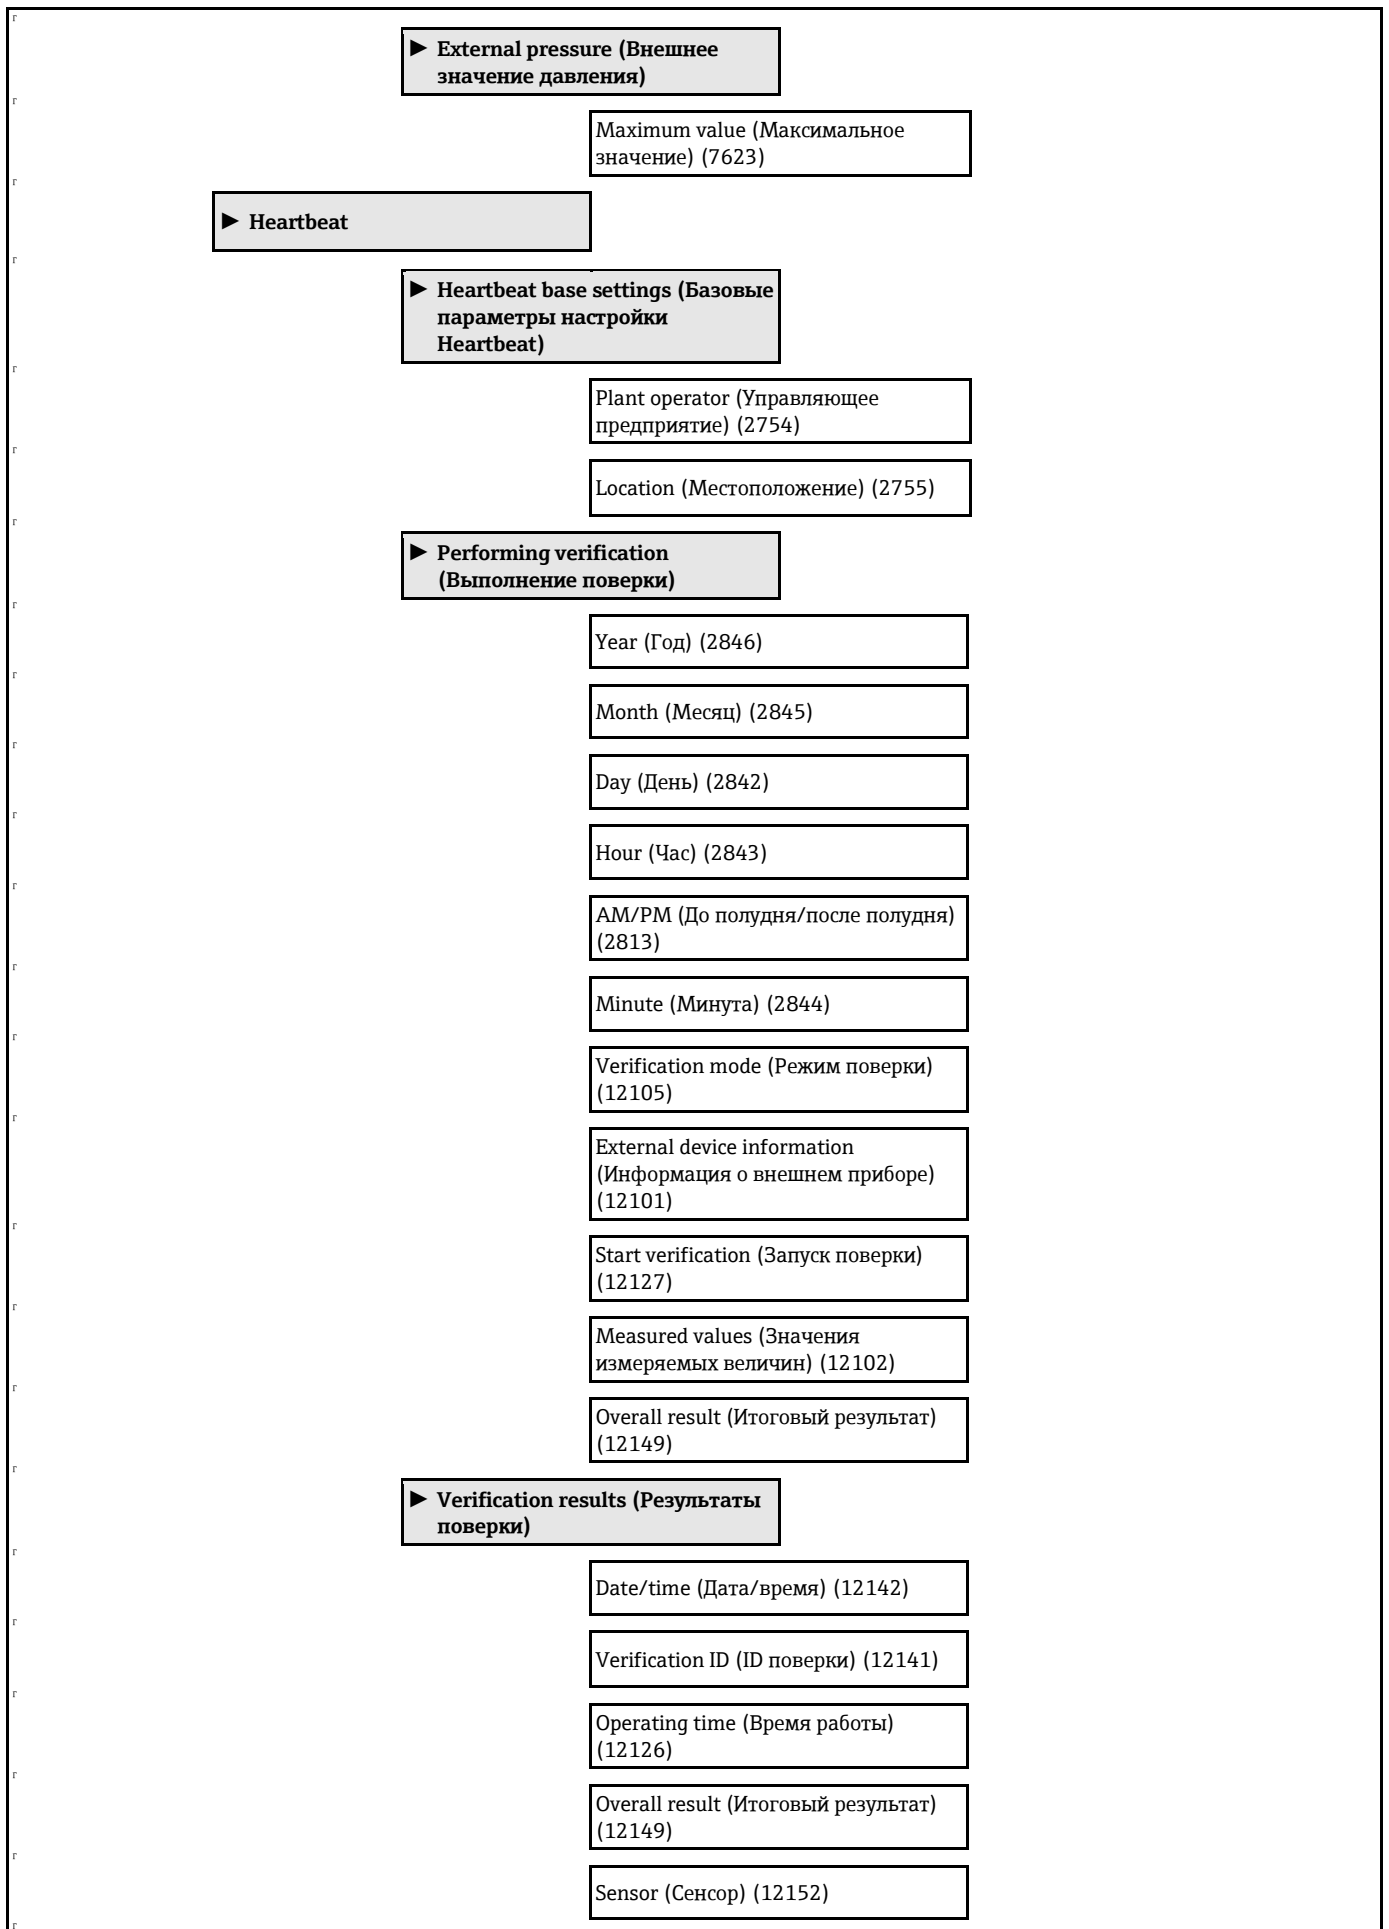 ► External pressure (Внешнее
значение давления)
Maximum value (Максимальное
значение) (7623)
► Heartbeat
► Heartbeat base settings (Базовые
параметры настройки
Heartbeat)
Plant operator (Управляющее
предприятие) (2754)
Location (Местоположение) (2755)
► Performing verification
(Выполнение поверки)
Year (Год) (2846)
Month (Месяц) (2845)
Day (День) (2842)
Hour (Час) (2843)
AM/PM (До полудня/после полудня)
(2813)
Minute (Минута) (2844)
Verification mode (Режим поверки)
(12105)
External device information
(Информация о внешнем приборе)
(12101)
Start verification (Запуск поверки)
(12127)
Measured values (Значения
измеряемых величин) (12102)
Overall result (Итоговый результат)
(12149)
► Verification results (Результаты
поверки)
Date/time (Дата/время) (12142)
Verification ID (ID поверки) (12141)
Operating time (Время работы)
(12126)
Overall result (Итоговый результат)
(12149)
Sensor (Сенсор) (12152)